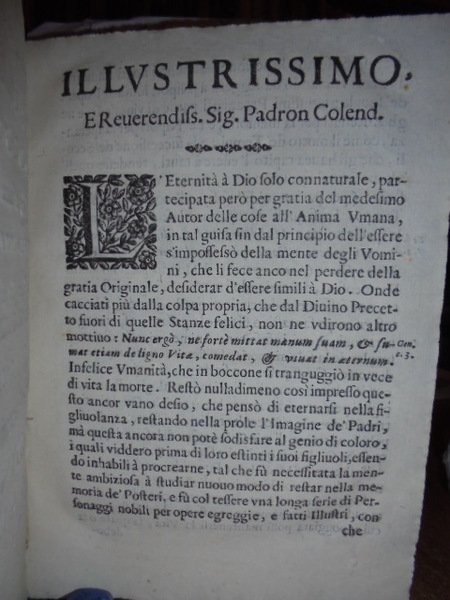 ILLVSTRISSIMO,
E Reuerendiſs. Sig. Padron Colend.
L'Eternità à Dio ſolo connaturale, par-
tecipata però per gratia del medeſimo
Autor delle coſe all'Anima Vmana,
in tal guiſa ſin dal principio dell'eſſere
s'impoſſeſsò della mente degli Vomi-
ni, che li fece anco nel perdere della
gratia Originale, deſiderar d'eſſere ſimili à Dio. Onde
cacciati più dalla colpa propria, che dal Diuino Precet-
to fuori di quelle Stanze felici, non ne vdirono altro
mottiuo: Nunc ergò, ne fortè mittat manum ſuam, & ſu- Gen.
mat etiam de ligno Vitæ, comedat, & viuat in æternum. c. 3.
Infelice Vmanità, che in boccone ſi tranguggiò in vece
di vita la morte. Reſtò nulladimeno così impreſſo que-
ſto ancor vano deſio, che pensò di eternarſi nella fi-
gliuolanza, reſtando nella prole l'Imagine de' Padri,
mà queſta ancora non potè ſodisfare al genio di coloro,
i quali viddero prima di loro eſtinti i ſuoi figliuoli, eſſen-
do inhabili à procrearne, tal che fù neceſſitata la men-
te ambizioſa à ſtudiar nuouo modo di reſtar nella me-
moria de' Poſteri, e fù col teſſere vna longa ſerie di Per-
ſonaggi nobili per opere egreggie, e fatti Illuſtri, con
che